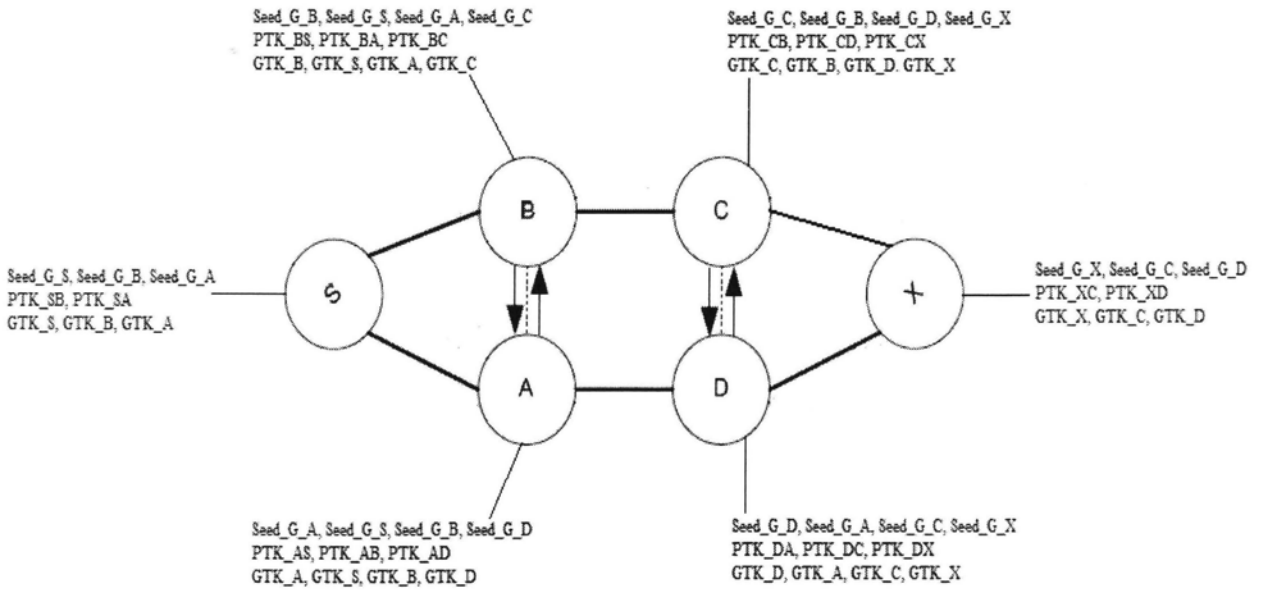 Seed_G_B, Seed_G_S, Seed_G_A, Seed_G_C
PTK_BS, PTK_BA, PTK_BC
GTK_B, GTK_S, GTK_A, GTK_C
Seed_G_C, Seed_G_B, Seed_G_D, Seed_G_X
PTK_CB, PTK_CD, PTK_CX
GTK_C, GTK_B, GTK_D. GTK_X
B
C
Seed_G_S, Seed_G_B, Seed_G_A
PTK_SB, PTK_SA
GTK_S, GTK_B, GTK_A
S
X
Seed_G_X, Seed_G_C, Seed_G_D
PTK_XC, PTK_XD
GTK_X, GTK_C, GTK_D
A
D
Seed_G_A, Seed_G_S, Seed_G_B, Seed_G_D
PTK_AS, PTK_AB, PTK_AD
GTK_A, GTK_S, GTK_B, GTK_D
Seed_G_D, Seed_G_A, Seed_G_C, Seed_G_X
PTK_DA, PTK_DC, PTK_DX
GTK_D, GTK_A, GTK_C, GTK_X